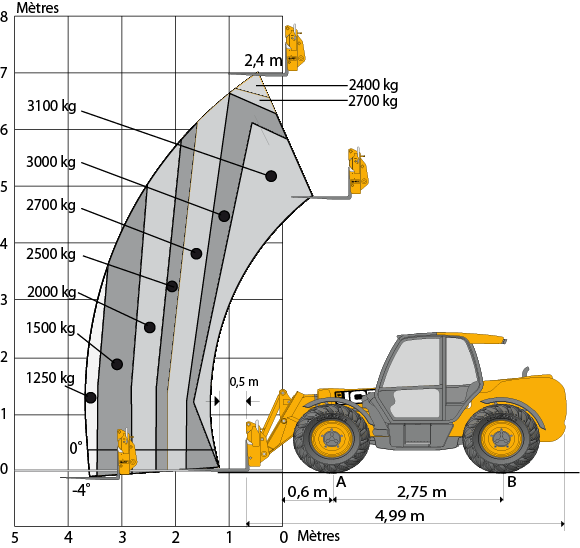 Mètres
8
7
6
5
4
3
2
1
0
2,4 m
2400 kg
2700 kg
3100 kg
3000 kg
2700 kg
2500 kg
2000 kg
1500 kg
1250 kg
0,5 m
0°
-4°
A
B
0,6 m
2,75 m
4,99 m
5 4 3 2 1 0 Mètres